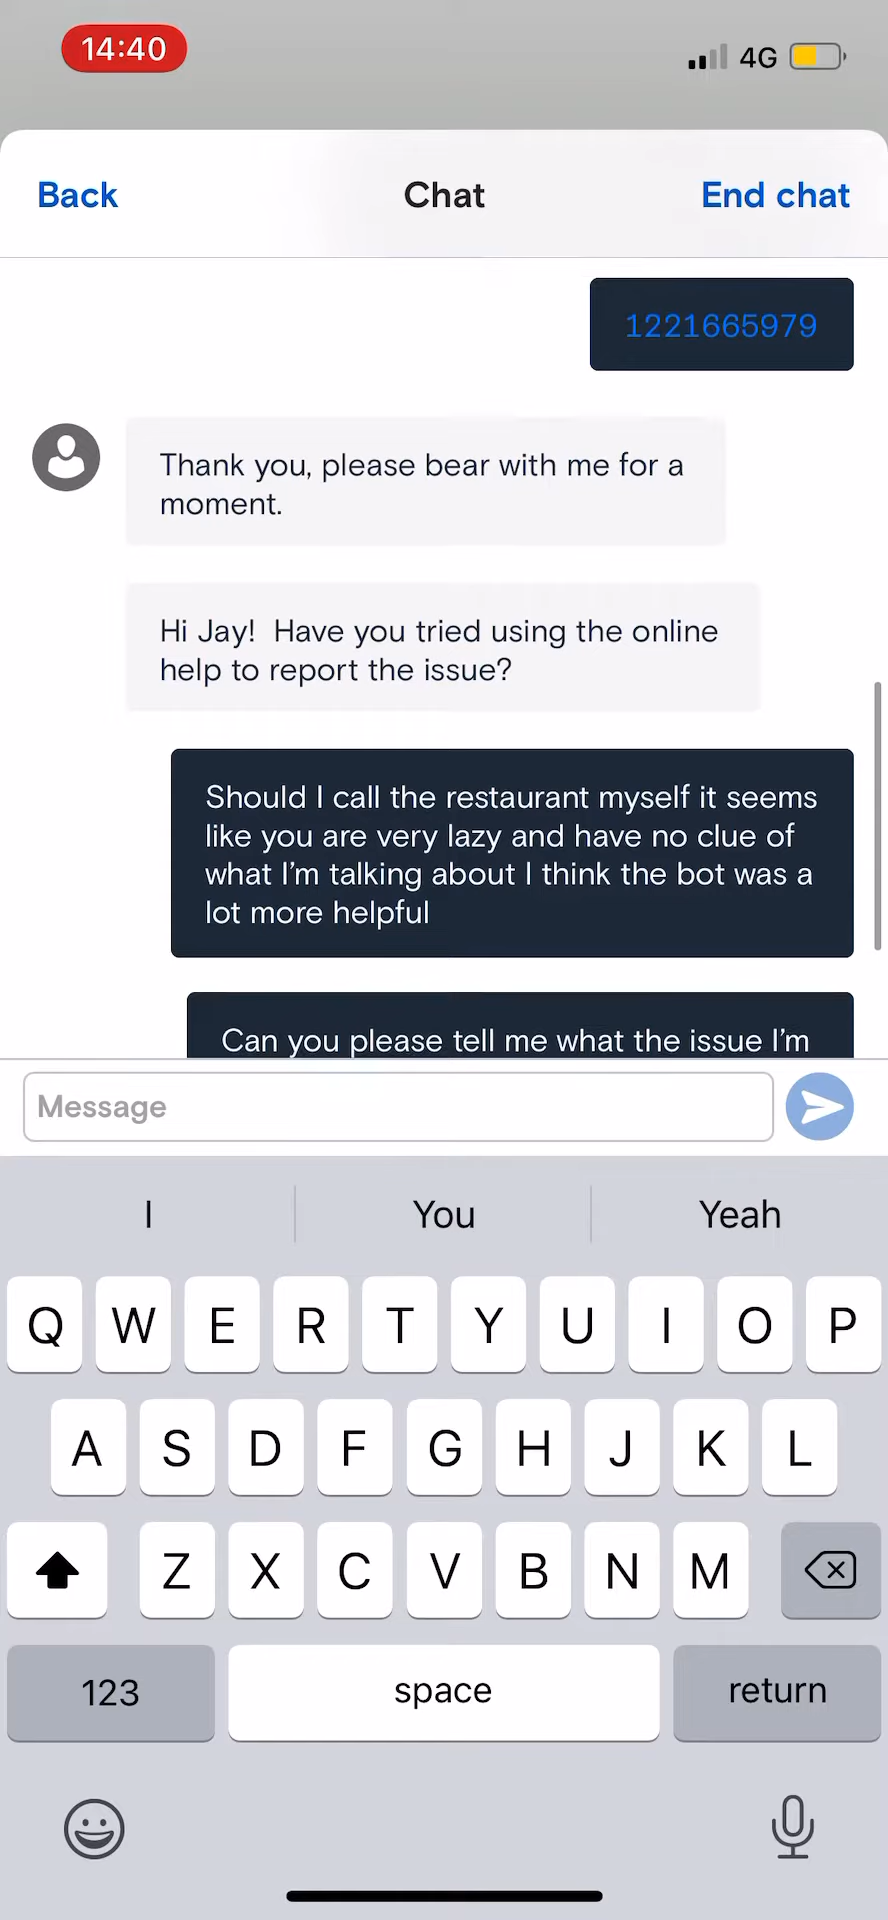 14:40
4G
Back
Chat
End chat
1221665979
Thank you, please bear with me for a
moment.
Hi Jay!  Have you tried using the online
help to report the issue?
Should I call the restaurant myself it seems
like you are very lazy and have no clue of
what I’m talking about I think the bot was a
lot more helpful
Can you please tell me what the issue I’m
Message
I
You
Yeah
Q W E R T Y U I O P
A S D F G H J K L
Z X C V B N M
123
space
return